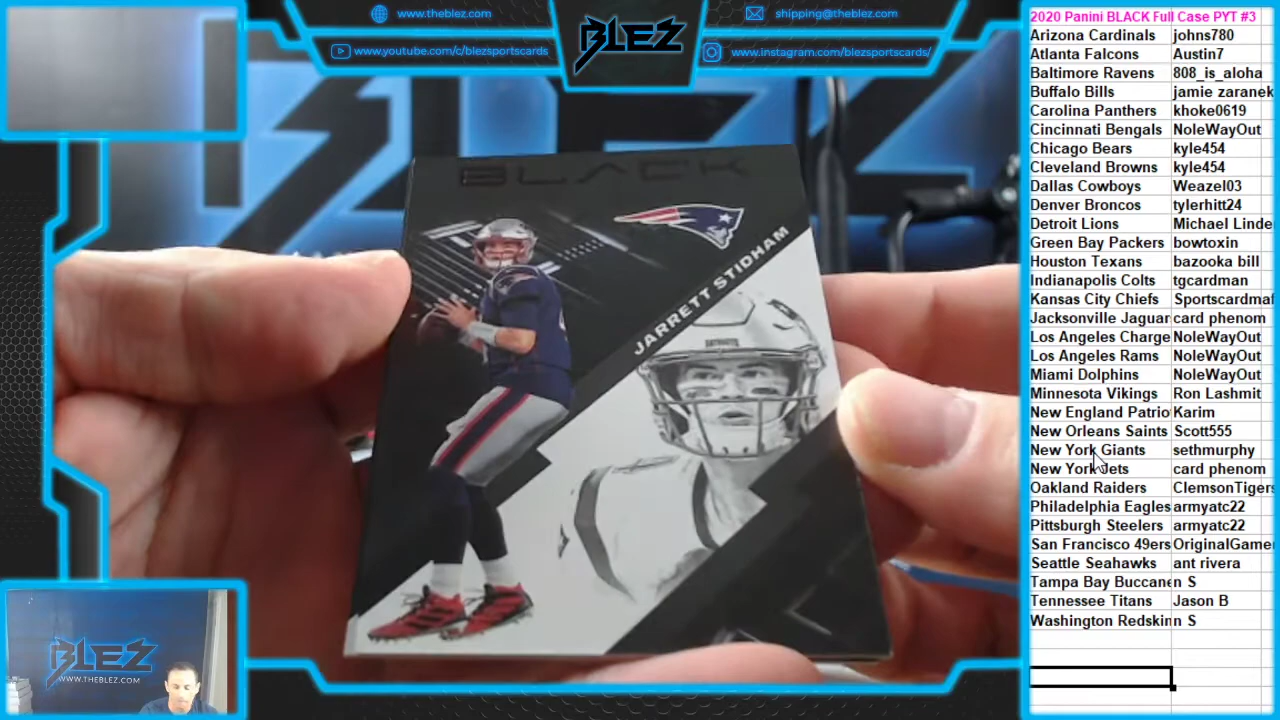 www.theblez.com
www.youtube.com/c/blezsportscards
BLEZ
shipping@theblez.com
www.instagram.com/blezsportscards/
BLACK
JARRETT STIDHAM
PATRIOTS
BLEZ
WWW.THEBLEZ.COM
2020 Panini BLACK Full Case PYT #3
Arizona Cardinals johns780
Atlanta Falcons Austin7
Baltimore Ravens 808_is_aloha
Buffalo Bills jamie zaranek
Carolina Panthers khoke0619
Cincinnati Bengals NoleWayOut
Chicago Bears kyle454
Cleveland Browns kyle454
Dallas Cowboys Weazel03
Denver Broncos tylerhitt24
Detroit Lions Michael Linde
Green Bay Packers bowtoxin
Houston Texans bazooka bill
Indianapolis Colts tgcardman
Kansas City Chiefs Sportscardmaf
Jacksonville Jaguar card phenom
Los Angeles Charge NoleWayOut
Los Angeles Rams NoleWayOut
Miami Dolphins NoleWayOut
Minnesota Vikings Ron Lashmit
New England Patrio Karim
New Orleans Saints Scott555
New York Giants sethmurphy
New York Jets card phenom
Oakland Raiders ClemsonTigers
Philadelphia Eagles armyatc22
Pittsburgh Steelers armyatc22
San Francisco 49ers OriginalGamer
Seattle Seahawks ant rivera
Tampa Bay Buccane n S
Tennessee Titans Jason B
Washington Redskin n S